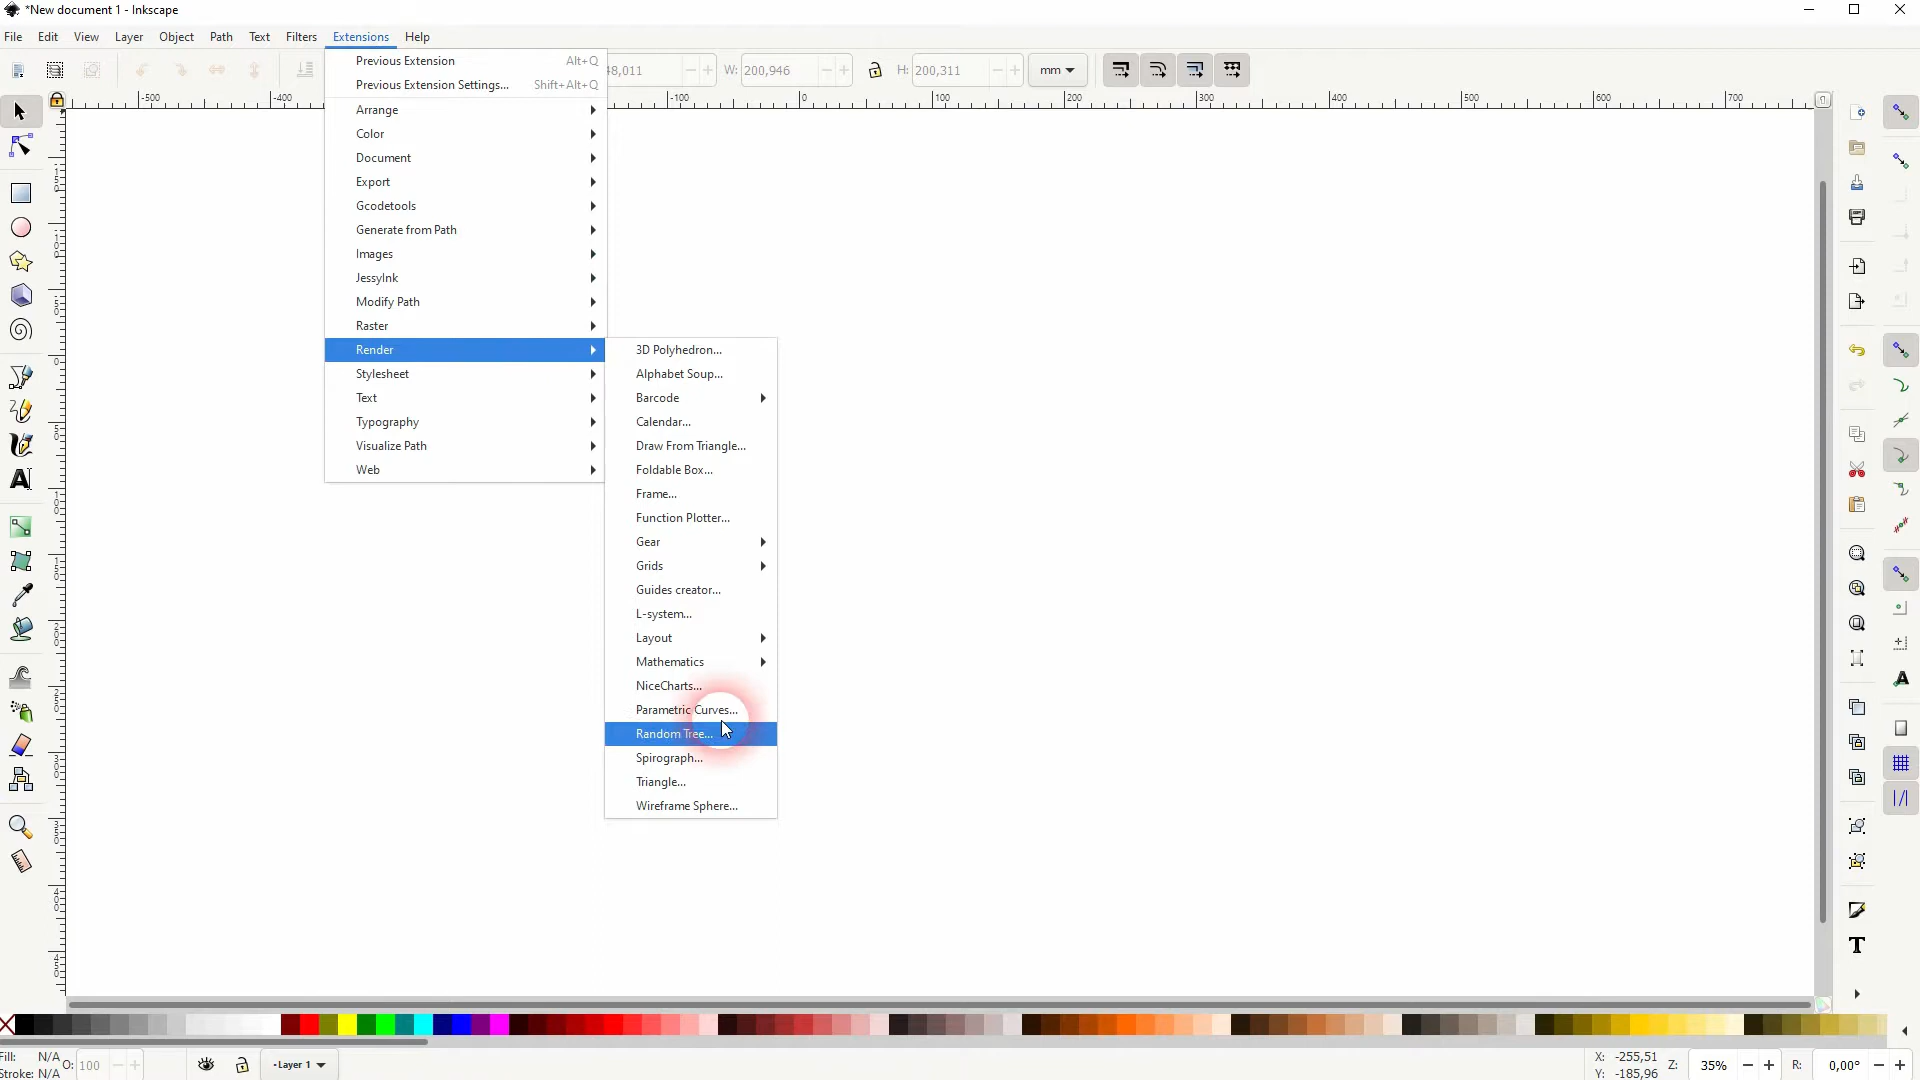 *New document 1 - Inkscape
File Edit View Layer Object Path Text Filters Extensions Help
Previous Extension Alt+Q
Previous Extension Settings... Shift+Alt+Q
Arrange
Color
Document
Export
Gcodetools
Generate from Path
Images
JessyInk
Modify Path
Raster
Render
Stylesheet
Text
Typography
Visualize Path
Web
3D Polyhedron...
Alphabet Soup...
Barcode
Calendar...
Draw From Triangle...
Foldable Box...
Frame...
Function Plotter...
Gear
Grids
Guides creator...
L-system...
Layout
Mathematics
NiceCharts...
Parametric Curves...
Random Tree...
Spirograph...
Triangle...
Wireframe Sphere...
8,011 W: 200,946 H: 200,311 mm
-500 -400 -100 0 100 200 300 400 500 600 700
Fill: N/A O: 100
Stroke: N/A
-Layer 1
X: -255,51 Z: 35% R: 0,00°
Y: -185,96